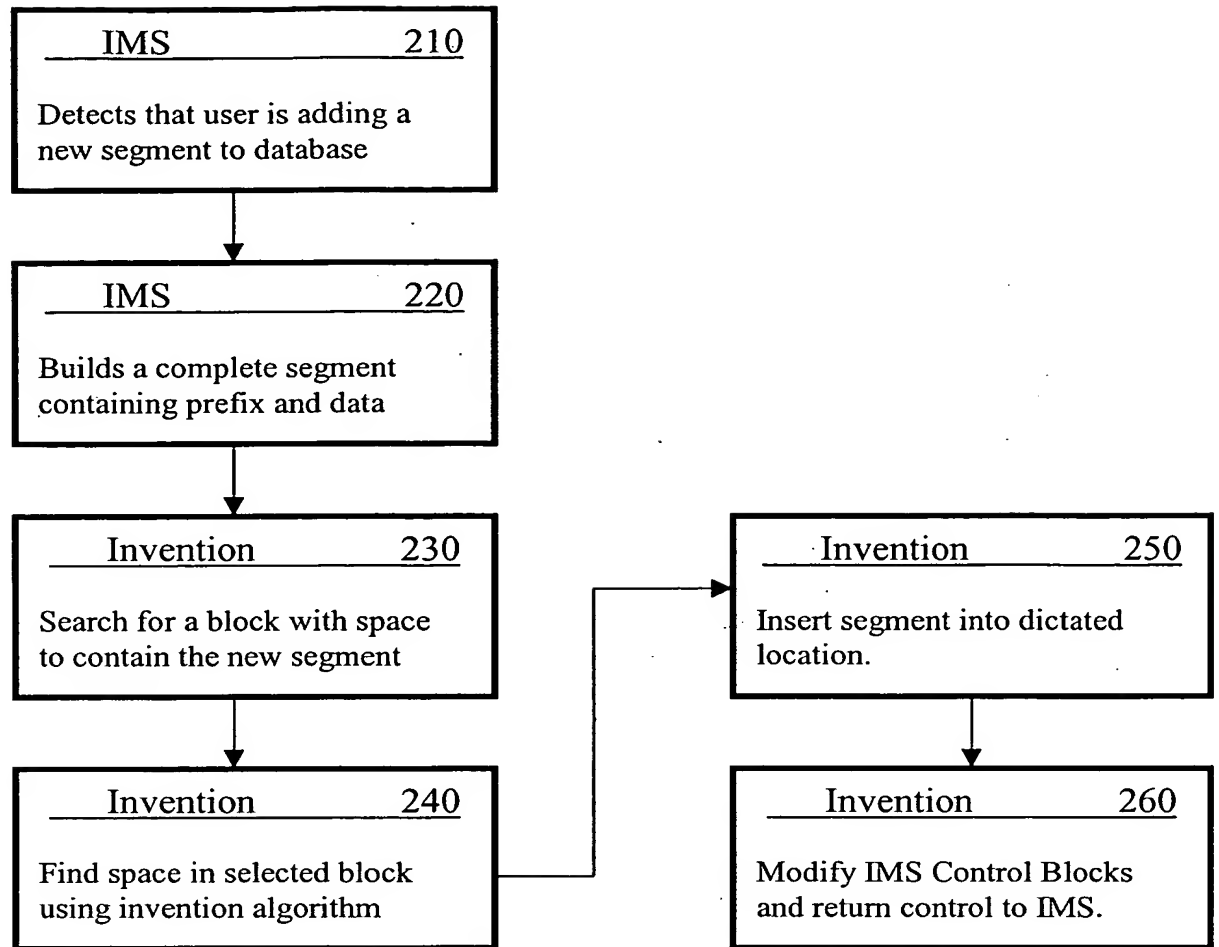 IMS 210
Detects that user is adding a
new segment to database
IMS 220
Builds a complete segment
containing prefix and data
Invention 230
Search for a block with space
to contain the new segment
Invention 240
Find space in selected block
using invention algorithm
Invention 250
Insert segment into dictated
location.
Invention 260
Modify IMS Control Blocks
and return control to IMS.